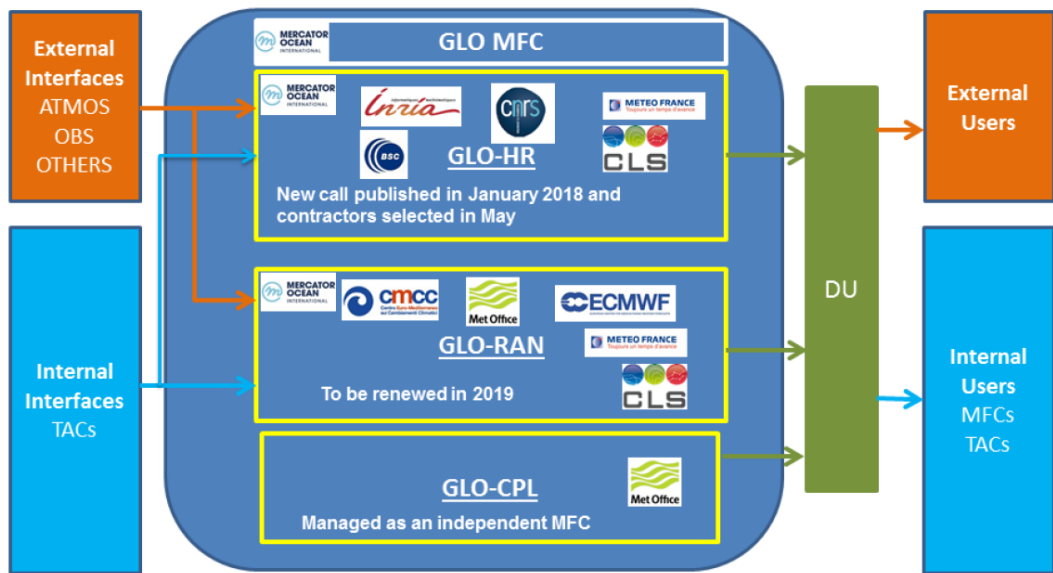 External
Interfaces
ATMOS
OBS
OTHERS
Internal
Interfaces
TACs
MERCATOR
OCEAN
INTERNATIONAL
GLO MFC
MERCATOR
OCEAN
INTERNATIONAL
informatiques mathématiques
Inria
cnrs
METEO FRANCE
Toujours un temps d'avance
BSC
GLO-HR
CLS
New call published in January 2018 and
contractors selected in May
MERCATOR
OCEAN
INTERNATIONAL
cmcc
Centro Euro-Mediterraneo
sui Cambiamenti Climatici
Met Office
ECMWF
GLO-RAN
METEO FRANCE
Toujours un temps d'avance
To be renewed in 2019
CLS
GLO-CPL
Met Office
Managed as an independent MFC
DU
External
Users
Internal
Users
MFCs
TACs